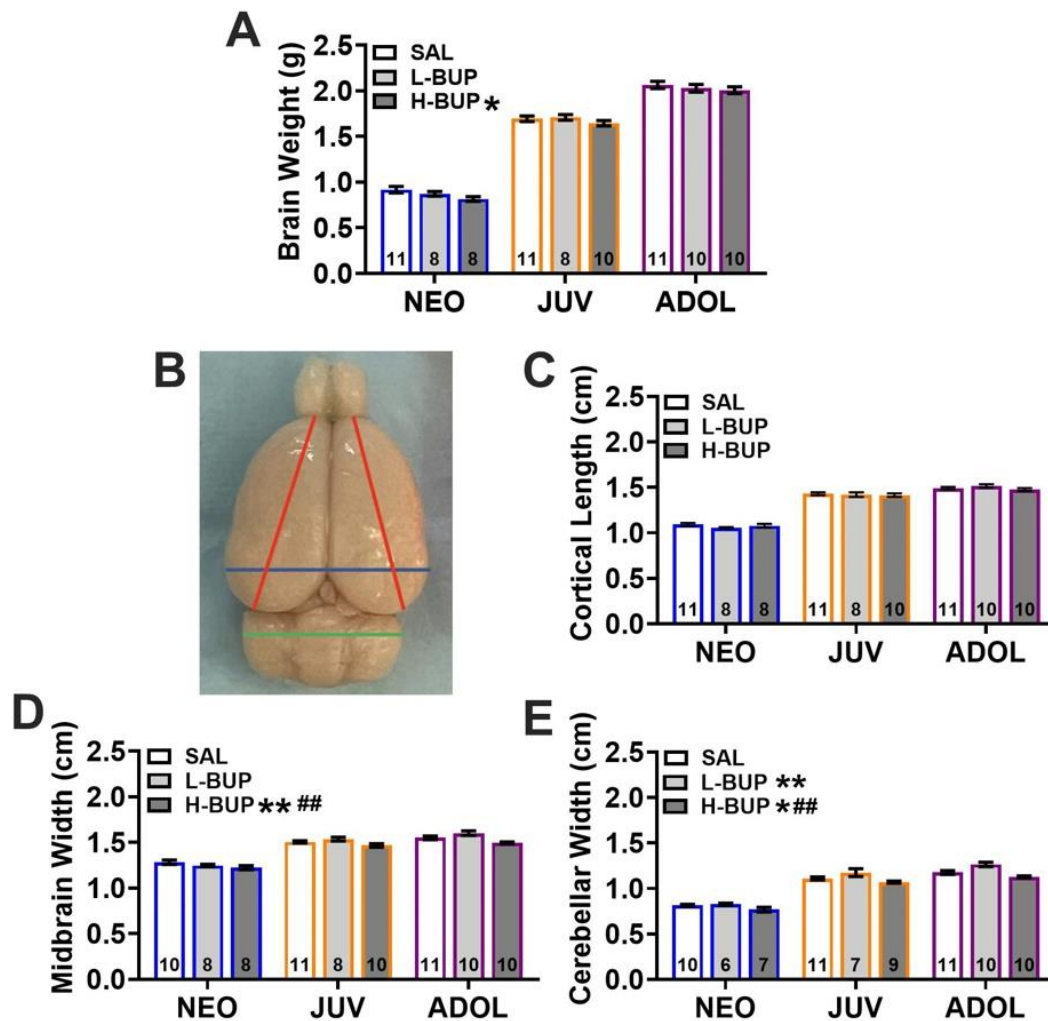 A
Brain Weight (g)
2.5
2.0
1.5
1.0
0.5
0.0
SAL
L-BUP
H-BUP *
11 8 8 11 8 10 11 10 10
NEO JUV ADOL
B
C
Cortical Length (cm)
2.5
2.0
1.5
1.0
0.5
0.0
SAL
L-BUP
H-BUP
11 8 8 11 8 10 11 10 10
NEO JUV ADOL
D
Midbrain Width (cm)
2.5
2.0
1.5
1.0
0.5
0.0
SAL
L-BUP
H-BUP ** ##
10 8 8 11 8 10 11 10 10
NEO JUV ADOL
E
Cerebellar Width (cm)
2.5
2.0
1.5
1.0
0.5
0.0
SAL
L-BUP **
H-BUP *##
10 6 7 11 7 9 11 10 10
NEO JUV ADOL